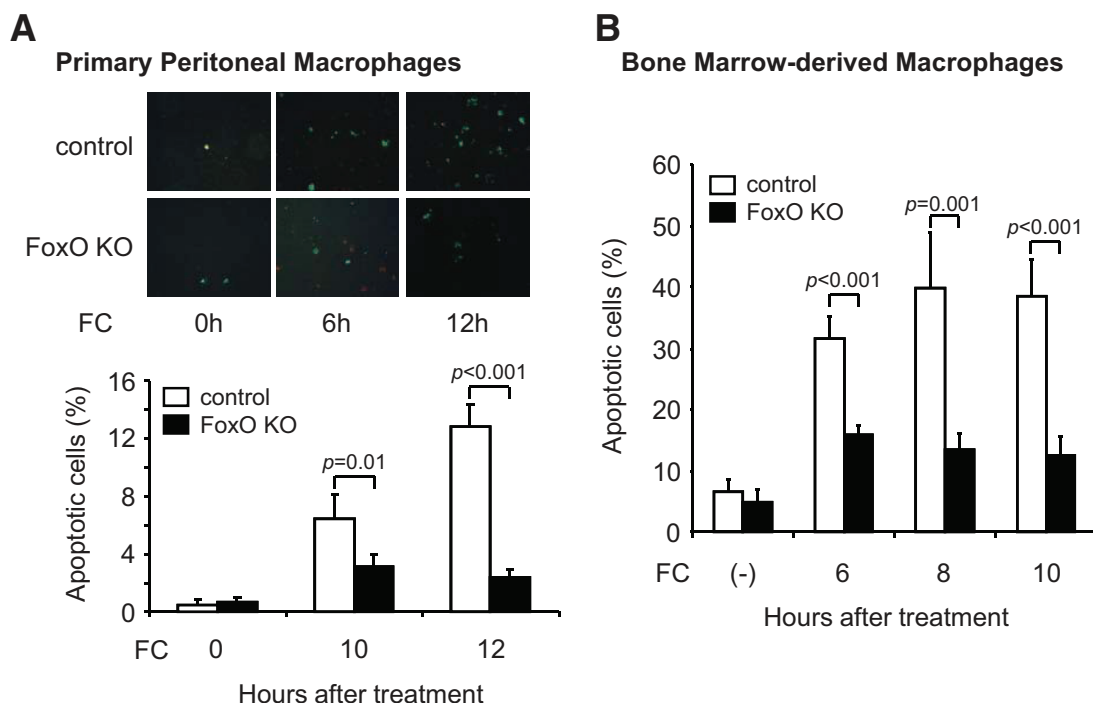 A
Primary Peritoneal Macrophages
control
FoxO KO
FC 0h 6h 12h
Apoptotic cells (%)
16
12
8
4
0
control
FoxO KO
p=0.01
p<0.001
FC 0 10 12
Hours after treatment
B
Bone Marrow-derived Macrophages
Apoptotic cells (%)
60
50
40
30
20
10
0
control
FoxO KO
p<0.001
p=0.001
p<0.001
FC (-) 6 8 10
Hours after treatment